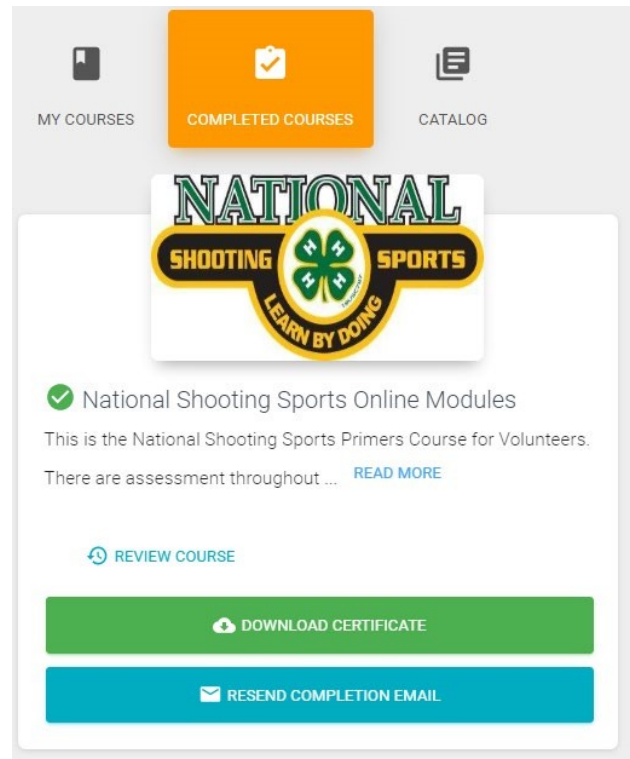 MY COURSES
COMPLETED COURSES
CATALOG
NATIONAL
SHOOTING SPORTS
H H H H
LEARN BY DOING
National Shooting Sports Online Modules
This is the National Shooting Sports Primers Course for Volunteers.
There are assessment throughout ... READ MORE
REVIEW COURSE
DOWNLOAD CERTIFICATE
RESEND COMPLETION EMAIL